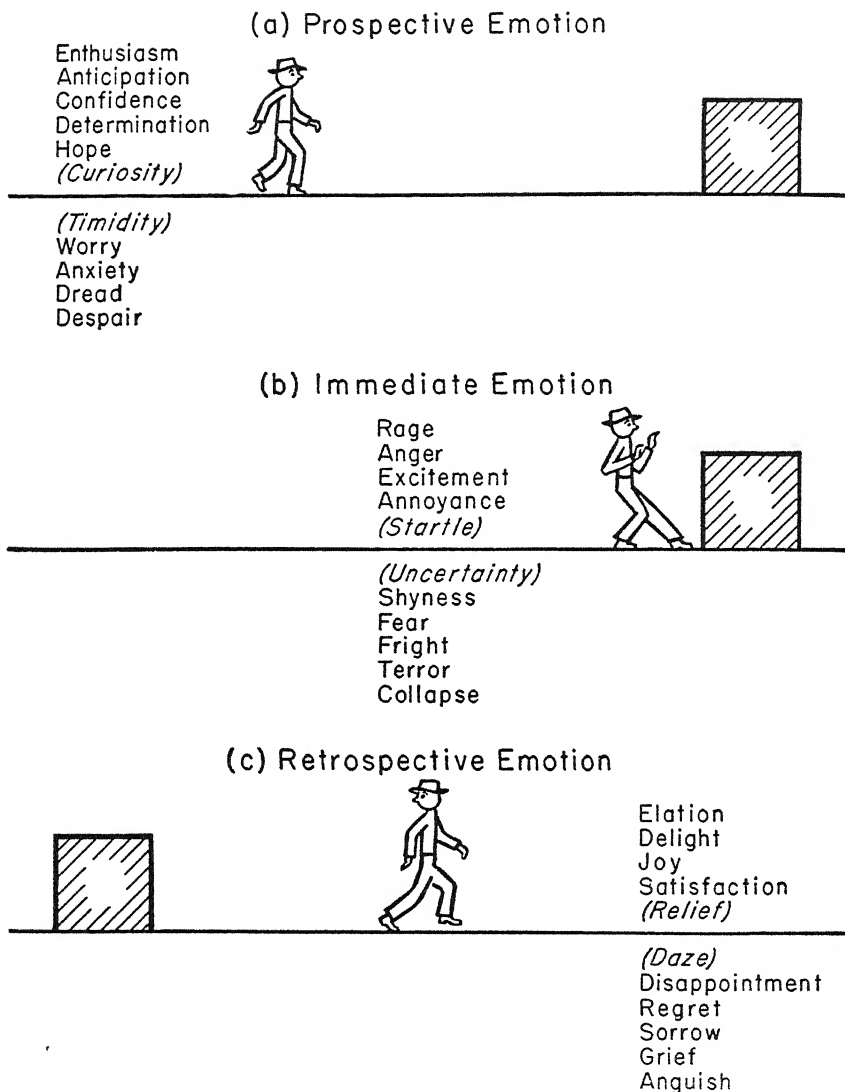 (a) Prospective Emotion
Enthusiasm
Anticipation
Confidence
Determination
Hope
(Curiosity)
(Timidity)
Worry
Anxiety
Dread
Despair
(b) Immediate Emotion
Rage
Anger
Excitement
Annoyance
(Startle)
(Uncertainty)
Shyness
Fear
Fright
Terror
Collapse
(c) Retrospective Emotion
Elation
Delight
Joy
Satisfaction
(Relief)
(Daze)
Disappointment
Regret
Sorrow
Grief
Anguish